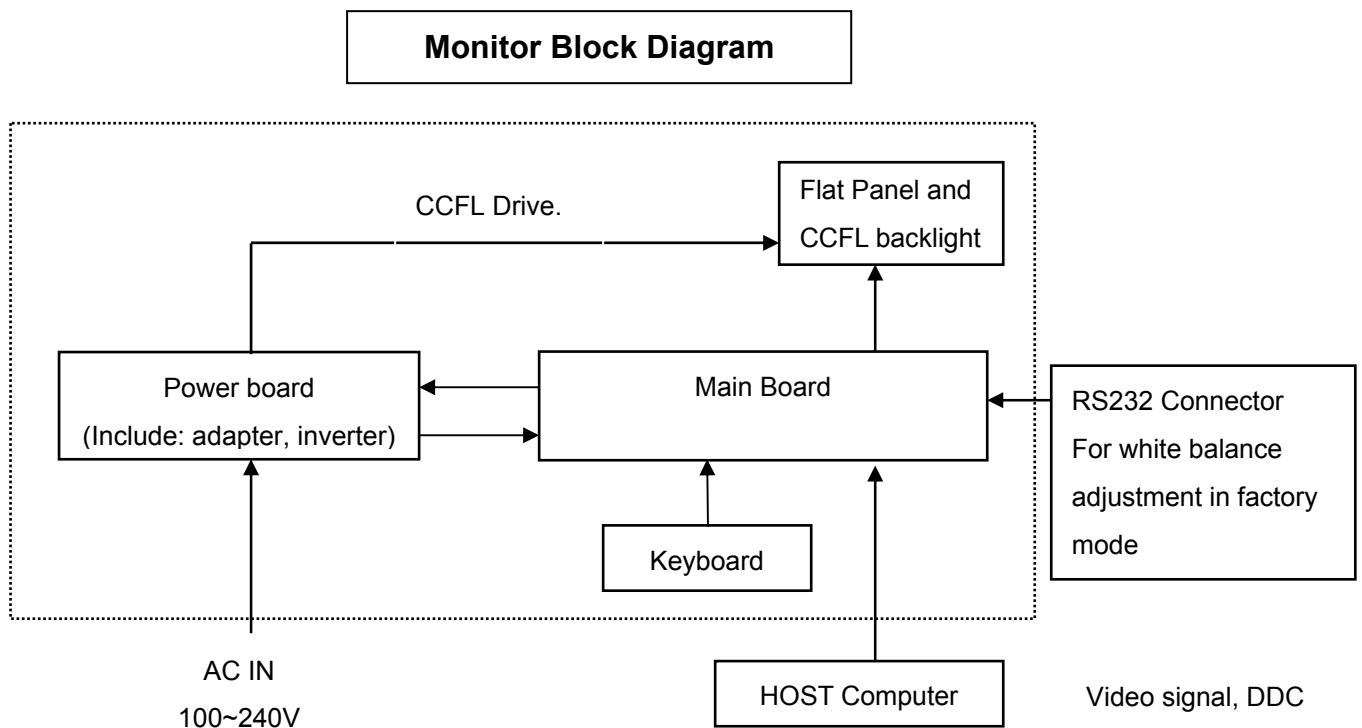 Monitor Block Diagram
CCFL Drive.
Flat Panel and
CCFL backlight
Power board
(Include: adapter, inverter)
Main Board
RS232 Connector
For white balance
adjustment in factory
mode
Keyboard
AC IN
100~240V
HOST Computer
Video signal, DDC